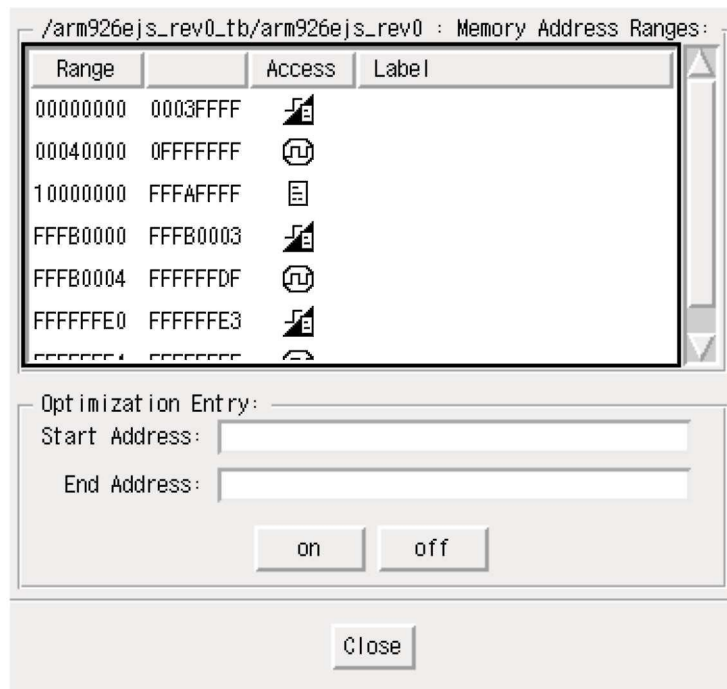 /arm926ejs_rev0_tb/arm926ejs_rev0 : Memory Address Ranges:
Range Access Label
00000000 0003FFFF
00040000 0FFFFFFF
10000000 FFFAFFFF
FFFB0000 FFFB0003
FFFB0004 FFFFFFDF
FFFFFFE0 FFFFFFE3
Optimization Entry:
Start Address:
End Address:
on off
Close